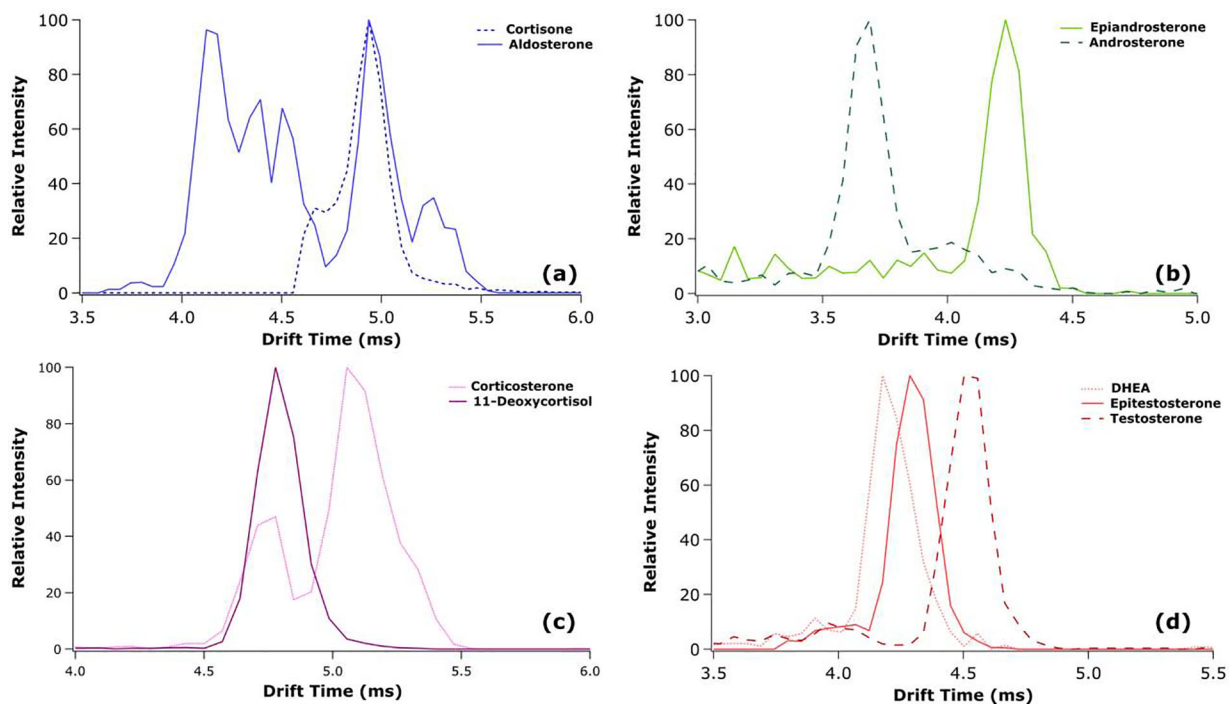 100
80
60
40
20
0
Relative Intensity
Cortisone
Aldosterone
(a)
3.5 4.0 4.5 5.0 5.5 6.0
Drift Time (ms)
100
80
60
40
20
0
Relative Intensity
Epiandrosterone
Androsterone
(b)
3.0 3.5 4.0 4.5 5.0
Drift Time (ms)
100
80
60
40
20
0
Relative Intensity
Corticosterone
11-Deoxycortisol
(c)
4.0 4.5 5.0 5.5 6.0
Drift Time (ms)
100
80
60
40
20
0
Relative Intensity
DHEA
Epitestosterone
Testosterone
(d)
3.5 4.0 4.5 5.0 5.5
Drift Time (ms)